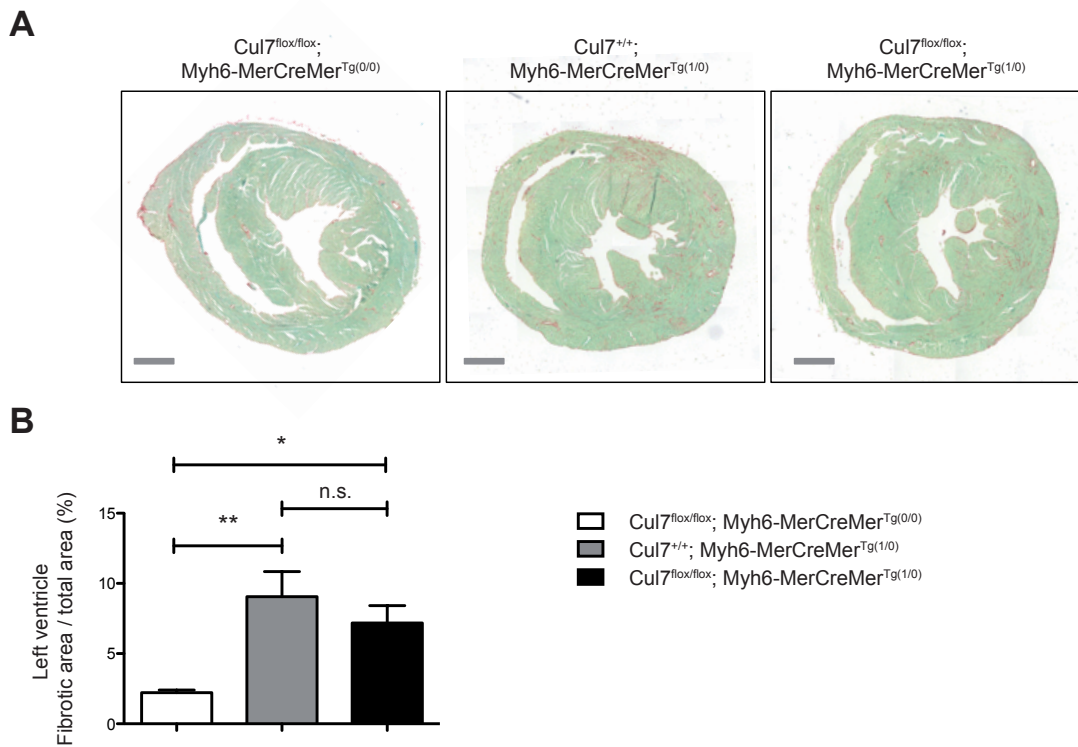 A
Cul7flox/flox;
Myh6-MerCreMerTg(0/0)
Cul7+/+;
Myh6-MerCreMerTg(1/0)
Cul7flox/flox;
Myh6-MerCreMerTg(1/0)
B
Left ventricle
Fibrotic area / total area (%)
15
10
5
0
*
**
n.s.
Cul7flox/flox; Myh6-MerCreMerTg(0/0)
Cul7+/+; Myh6-MerCreMerTg(1/0)
Cul7flox/flox; Myh6-MerCreMerTg(1/0)